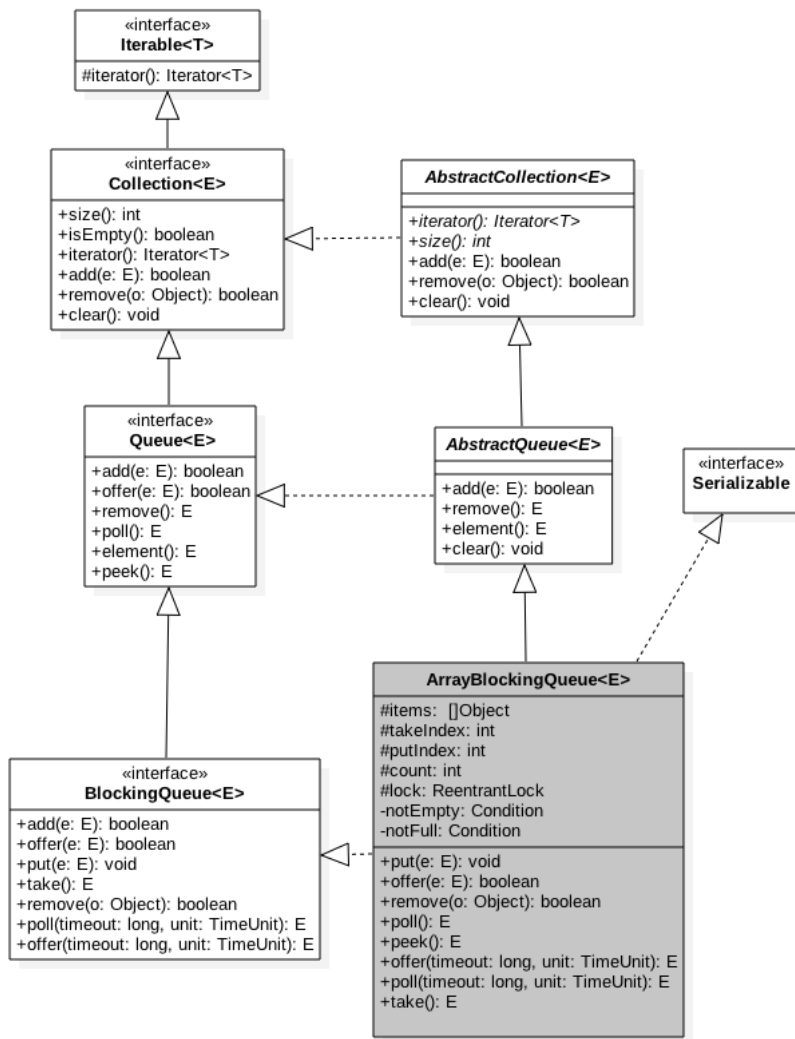 «interface»
Iterable<T>
#iterator(): Iterator<T>
«interface»
Collection<E>
+size(): int
+isEmpty(): boolean
+iterator(): Iterator<T>
+add(e: E): boolean
+remove(o: Object): boolean
+clear(): void
AbstractCollection<E>
+iterator(): Iterator<T>
+size(): int
+add(e: E): boolean
+remove(o: Object): boolean
+clear(): void
«interface»
Queue<E>
+add(e: E): boolean
+offer(e: E): boolean
+remove(): E
+poll(): E
+element(): E
+peek(): E
AbstractQueue<E>
+add(e: E): boolean
+remove(): E
+element(): E
+clear(): void
«interface»
Serializable
«interface»
BlockingQueue<E>
+add(e: E): boolean
+offer(e: E): boolean
+put(e: E): void
+take(): E
+remove(o: Object): boolean
+poll(timeout: long, unit: TimeUnit): E
+offer(timeout: long, unit: TimeUnit): E
ArrayBlockingQueue<E>
#items:  []Object
#takeIndex: int
#putIndex: int
#count: int
#lock: ReentrantLock
-notEmpty: Condition
-notFull: Condition
+put(e: E): void
+offer(e: E): boolean
+remove(o: Object): boolean
+poll(): E
+peek(): E
+offer(timeout: long, unit: TimeUnit): E
+poll(timeout: long, unit: TimeUnit): E
+take(): E